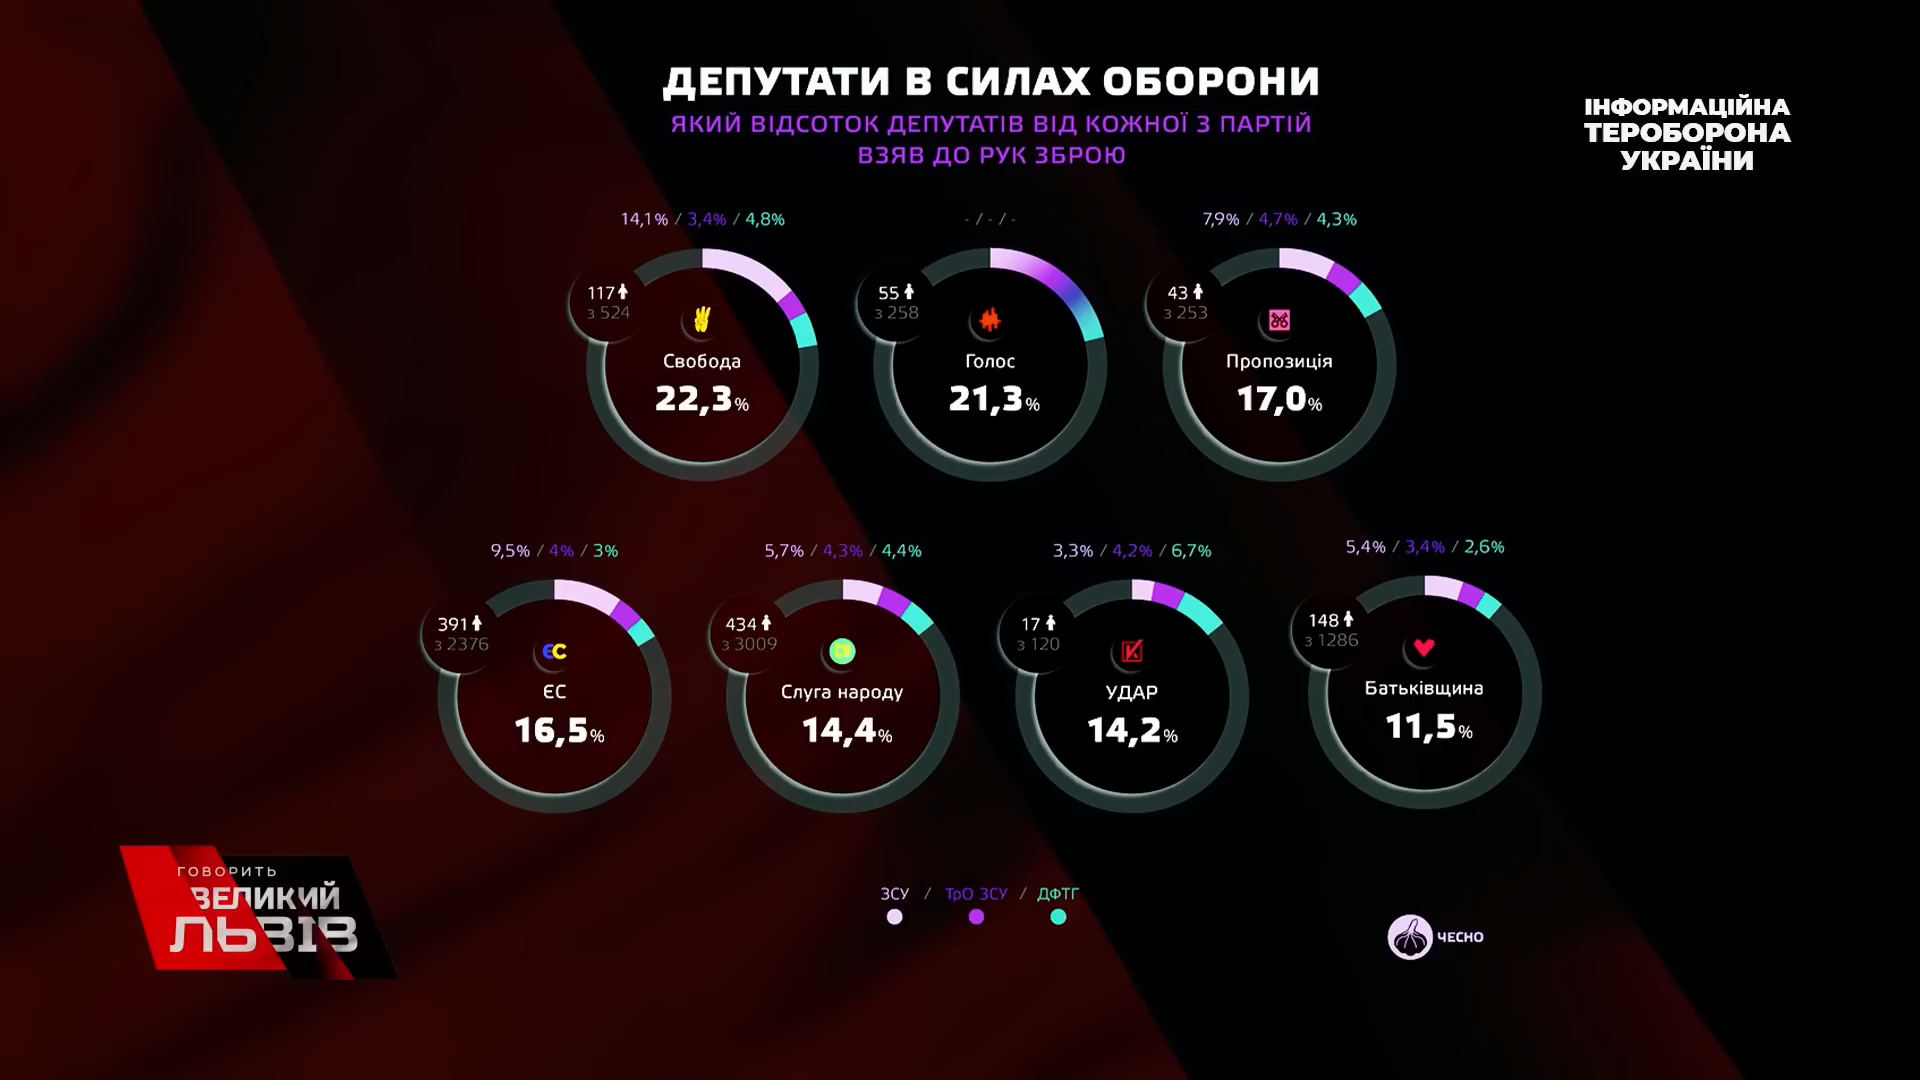 ДЕПУТАТИ В СИЛАХ ОБОРОНИ
ЯКИЙ ВІДСОТОК ДЕПУТАТІВ ВІД КОЖНОЇ З ПАРТІЙ
ВЗЯВ ДО РУК ЗБРОЮ
ІНФОРМАЦІЙНА
ТЕРОБОРОНА
УКРАЇНИ
14,1% / 3,4% / 4,8%
117
з 524
Свобода
22,3%
- / - / -
55
з 258
Голос
21,3%
7,9% / 4,7% / 4,3%
43
з 253
Пропозиція
17,0%
9,5% / 4% / 3%
391
з 2376
ЄС
ЄС
16,5%
5,7% / 4,3% / 4,4%
434
з 3009
Слуга народу
14,4%
3,3% / 4,2% / 6,7%
17
з 120
УДАР
14,2%
5,4% / 3,4% / 2,6%
148
з 1286
Батьківщина
11,5%
ЗСУ / ТрО ЗСУ / ДФТГ
ГОВОРИТЬ
ВЕЛИКИЙ
ЛЬВІВ
ЧЕСНО